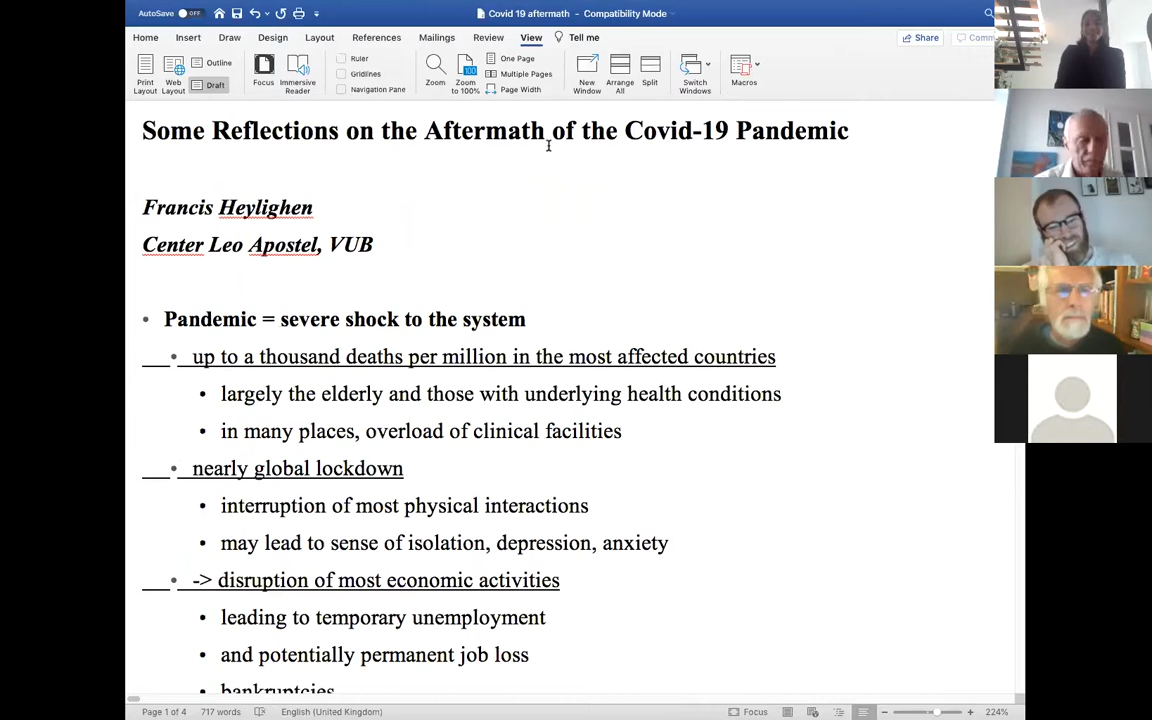 AutoSave OFF
Covid 19 aftermath - Compatibility Mode
Home Insert Draw Design Layout References Mailings Review View Tell me
Share Comm
Print Layout
Web Layout
Outline
Draft
Focus
Immersive Reader
Ruler
Gridlines
Navigation Pane
Zoom
Zoom to 100%
One Page
Multiple Pages
Page Width
New Window
Arrange All
Split
Switch Windows
Macros
Some Reflections on the Aftermath of the Covid-19 Pandemic
Francis Heylighen
Center Leo Apostel, VUB
• Pandemic = severe shock to the system
• up to a thousand deaths per million in the most affected countries
• largely the elderly and those with underlying health conditions
• in many places, overload of clinical facilities
• nearly global lockdown
• interruption of most physical interactions
• may lead to sense of isolation, depression, anxiety
• -> disruption of most economic activities
• leading to temporary unemployment
• and potentially permanent job loss
• bankruptcies
Page 1 of 4 717 words English (United Kingdom) Focus 224%